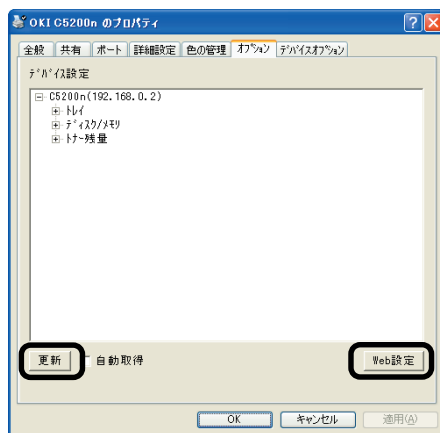 OKI C5200n のプロパティ
全般 共有 ポート 詳細設定 色の管理 ｵﾌﾟｼｮﾝ ﾃﾞﾊﾞｲｽｵﾌﾟｼｮﾝ
ﾃﾞﾊﾞｲｽ設定
C5200n(192.168.0.2)
ﾄﾚｲ
ﾃﾞｨｽｸ/ﾒﾓﾘ
ﾄﾅｰ残量
更新 自動取得 Web設定
OK キャンセル 適用(A)